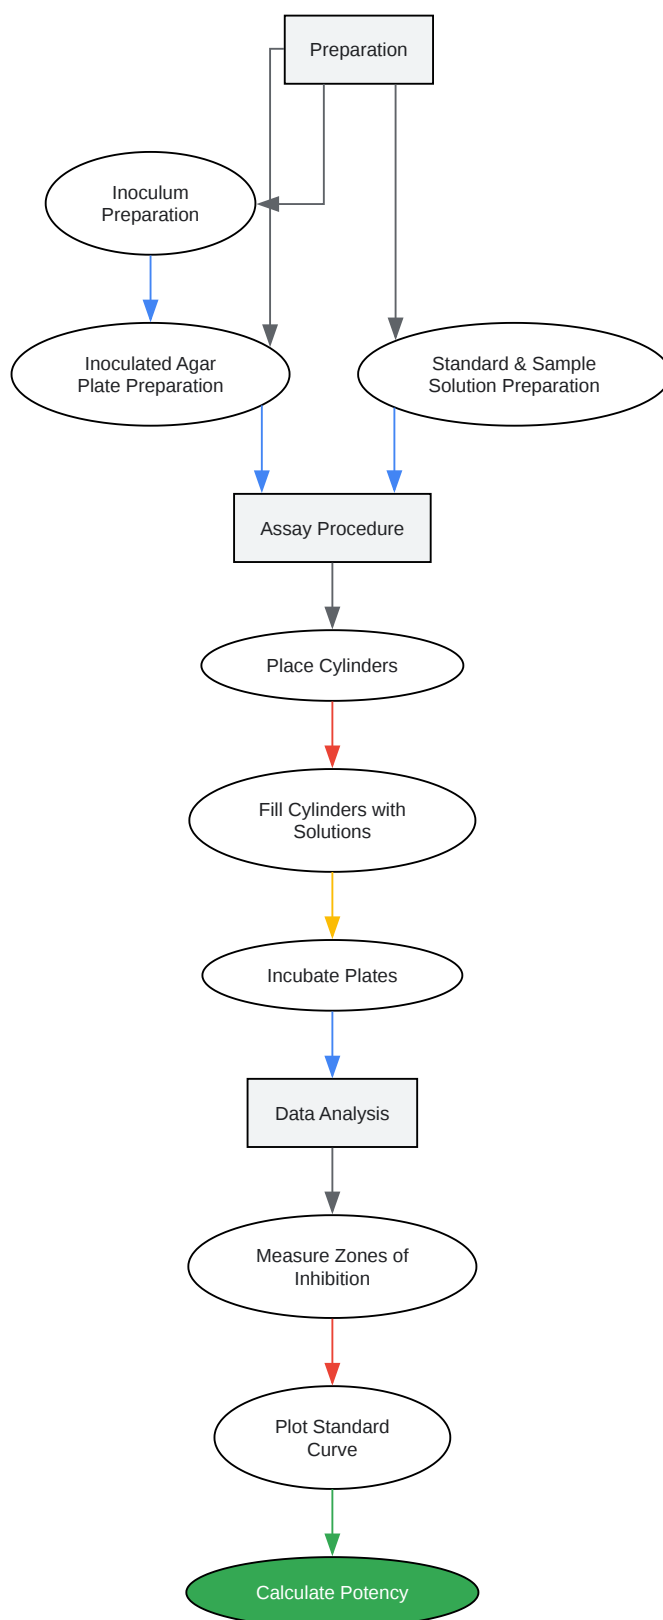 Preparation
Inoculum
Preparation
Inoculated Agar
Plate Preparation
Standard & Sample
Solution Preparation
Assay Procedure
Place Cylinders
Fill Cylinders with
Solutions
Incubate Plates
Data Analysis
Measure Zones of
Inhibition
Plot Standard
Curve
Calculate Potency